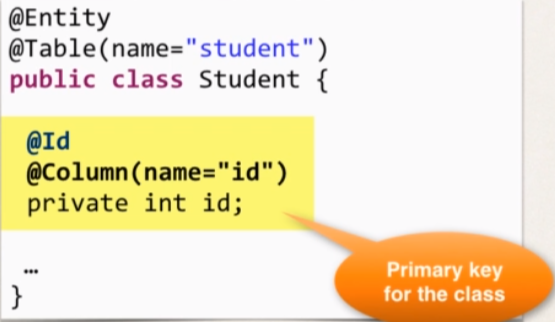 @Entity
@Table(name="student")
public class Student {
@Id
@Column(name="id")
private int id;
…
}
Primary key
for the class